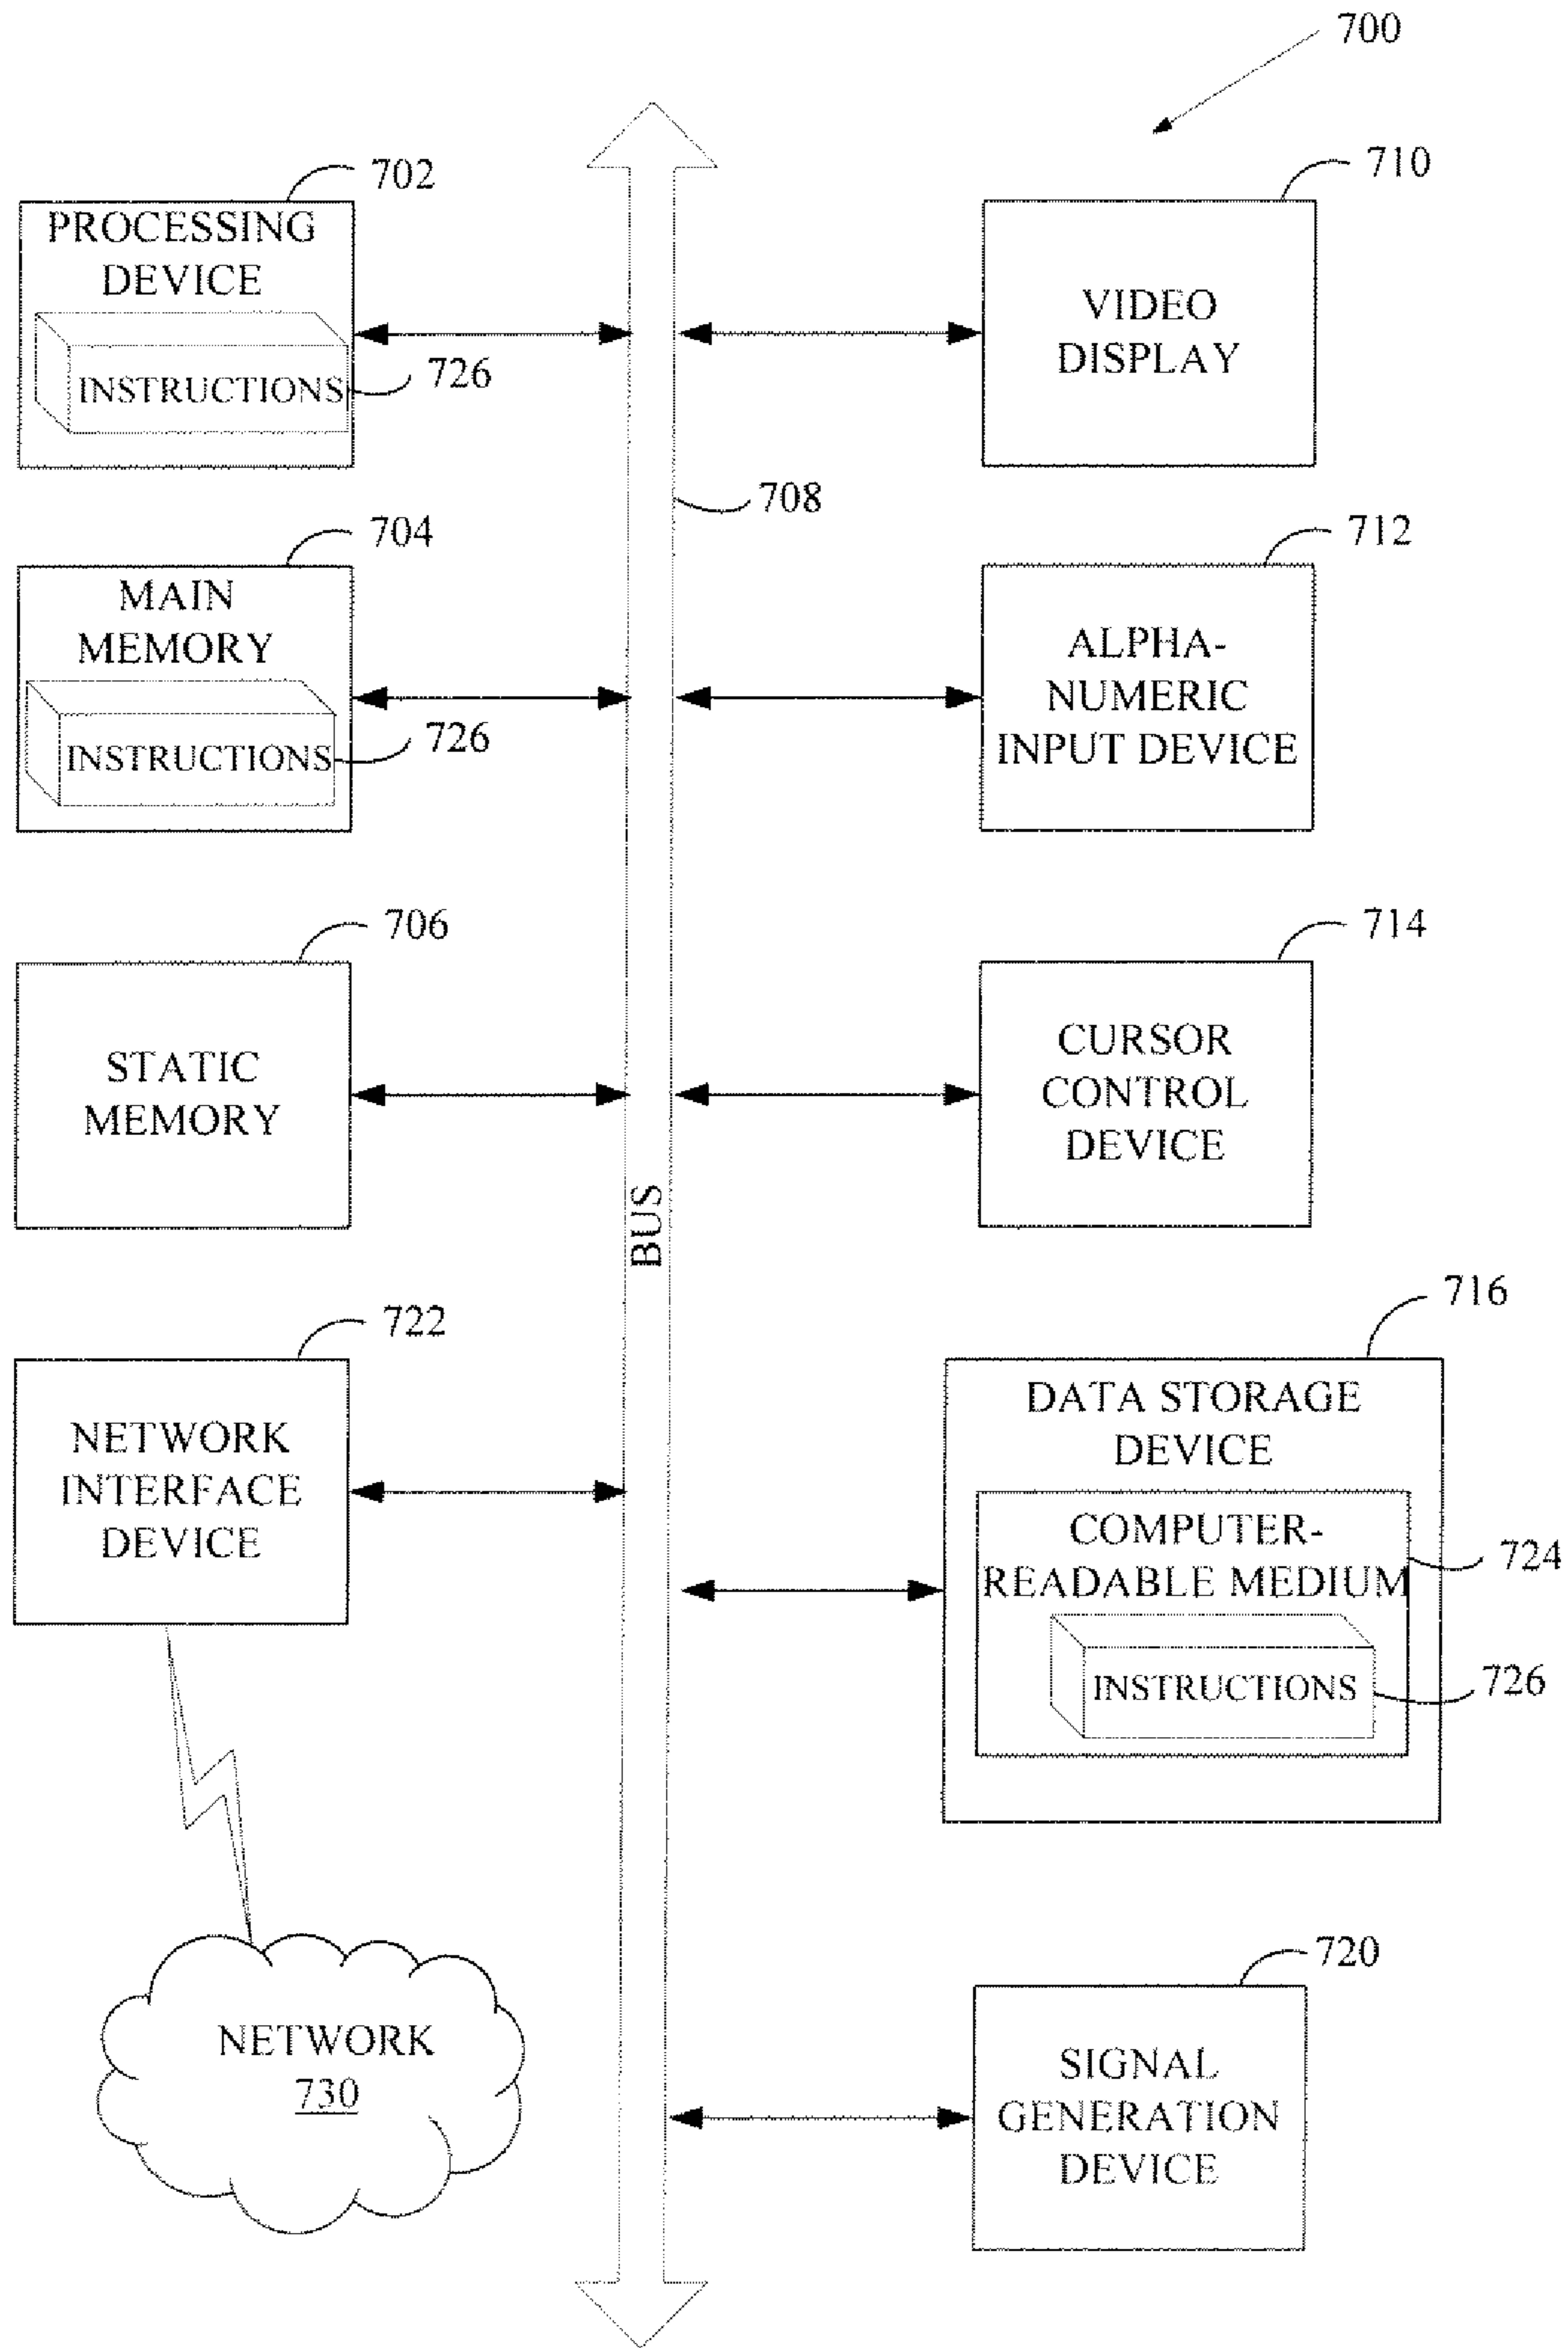 700
702
PROCESSING
DEVICE
INSTRUCTIONS
726
710
VIDEO
DISPLAY
708
704
MAIN
MEMORY
INSTRUCTIONS
726
712
ALPHA-
NUMERIC
INPUT DEVICE
706
STATIC
MEMORY
714
CURSOR
CONTROL
DEVICE
BUS
722
NETWORK
INTERFACE
DEVICE
716
DATA STORAGE
DEVICE
COMPUTER-
READABLE MEDIUM
724
INSTRUCTIONS
726
NETWORK
730
720
SIGNAL
GENERATION
DEVICE